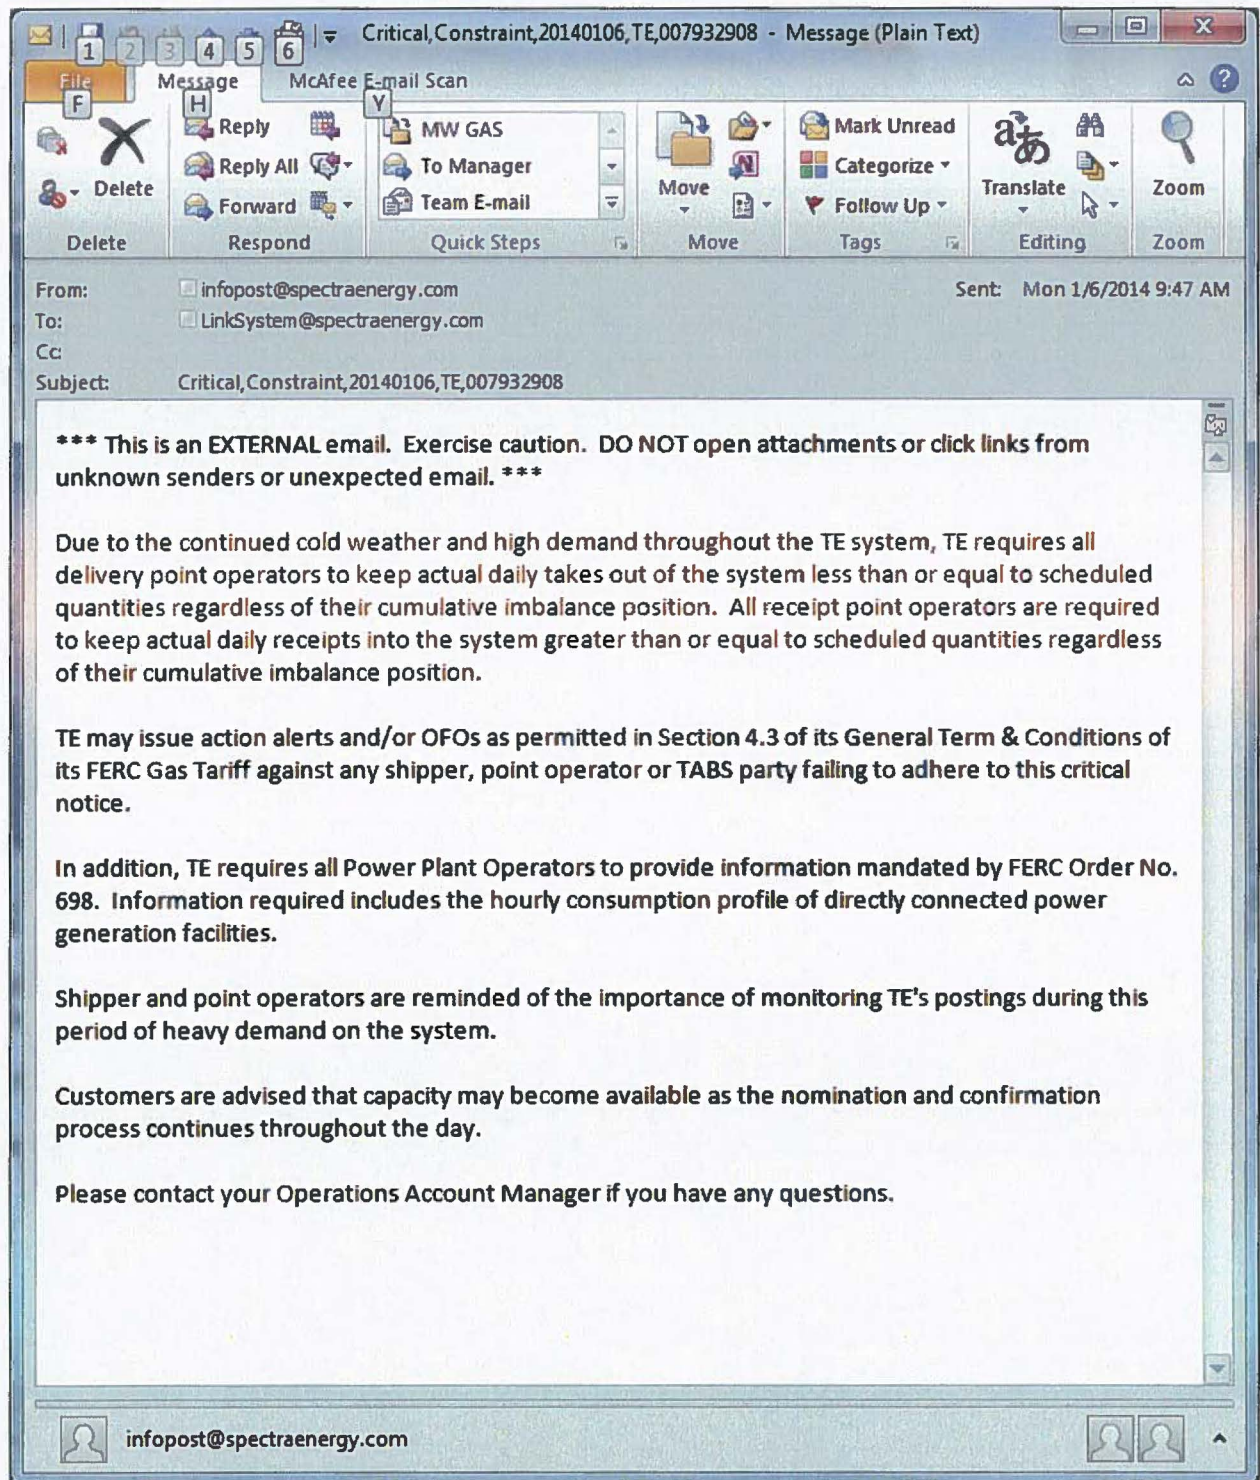 Critical,Constraint,20140106,TE,007932908 - Message (Plain Text)
1 2 3 4 5 6
File Message McAfee E-mail Scan
F H Y
Delete
Reply
Reply All
Forward
MW GAS
To Manager
Team E-mail
Move
Mark Unread
Categorize
Follow Up
Translate
Zoom
Delete Respond Quick Steps Move Tags Editing Zoom
From: infopost@spectraenergy.com Sent: Mon 1/6/2014 9:47 AM
To: LinkSystem@spectraenergy.com
Cc:
Subject: Critical,Constraint,20140106,TE,007932908
*** This is an EXTERNAL email. Exercise caution. DO NOT open attachments or click links from
unknown senders or unexpected email. ***
Due to the continued cold weather and high demand throughout the TE system, TE requires all
delivery point operators to keep actual daily takes out of the system less than or equal to scheduled
quantities regardless of their cumulative imbalance position. All receipt point operators are required
to keep actual daily receipts into the system greater than or equal to scheduled quantities regardless
of their cumulative imbalance position.
TE may issue action alerts and/or OFOs as permitted in Section 4.3 of its General Term & Conditions of
its FERC Gas Tariff against any shipper, point operator or TABS party failing to adhere to this critical
notice.
In addition, TE requires all Power Plant Operators to provide information mandated by FERC Order No.
698. Information required includes the hourly consumption profile of directly connected power
generation facilities.
Shipper and point operators are reminded of the importance of monitoring TE's postings during this
period of heavy demand on the system.
Customers are advised that capacity may become available as the nomination and confirmation
process continues throughout the day.
Please contact your Operations Account Manager if you have any questions.
infopost@spectraenergy.com